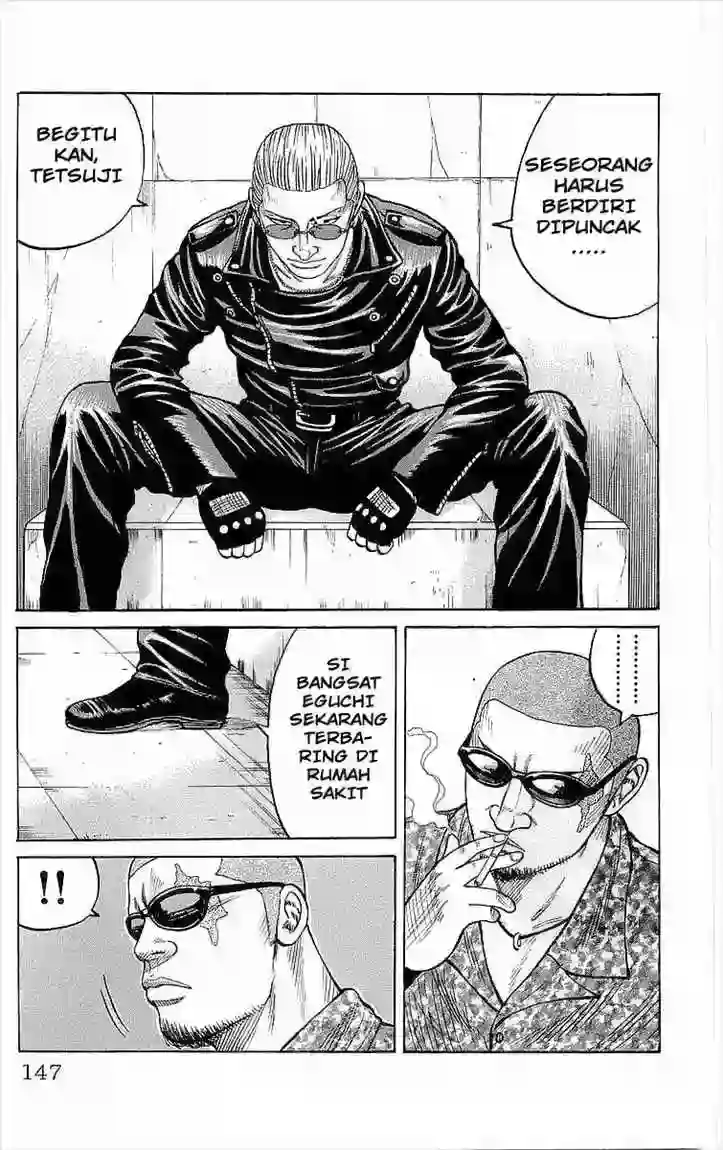 SESEORANG
HARUS
BERDIRI
DIPUNCAK
.....
BEGITU
KAN,
TETSUJI
.......
.......
SI
BANGSAT
EGUCHI
SEKARANG
TERBA-
RING DI
RUMAH
SAKIT
!!
147